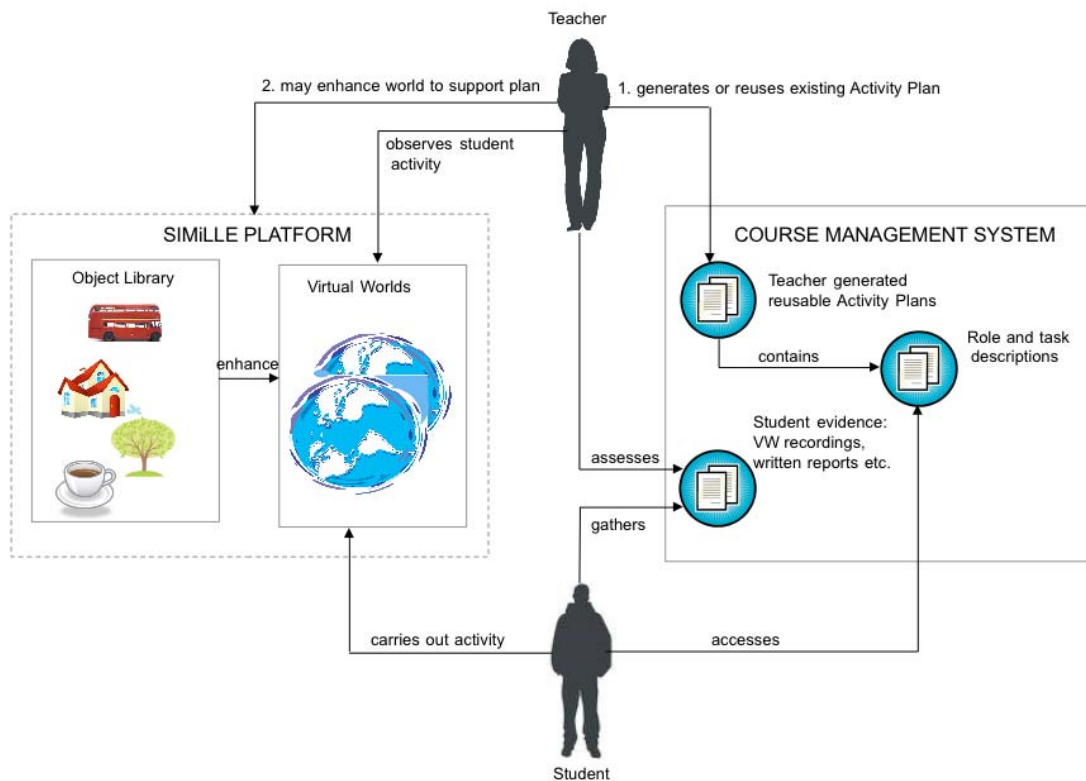 Teacher
2. may enhance world to support plan
1. generates or reuses existing Activity Plan
observes student
activity
SIMiLLE PLATFORM
COURSE MANAGEMENT SYSTEM
Object Library
Virtual Worlds
Teacher generated
reusable Activity Plans
Role and task
descriptions
enhance
contains
Student evidence:
VW recordings,
written reports etc.
assesses
gathers
carries out activity
accesses
Student